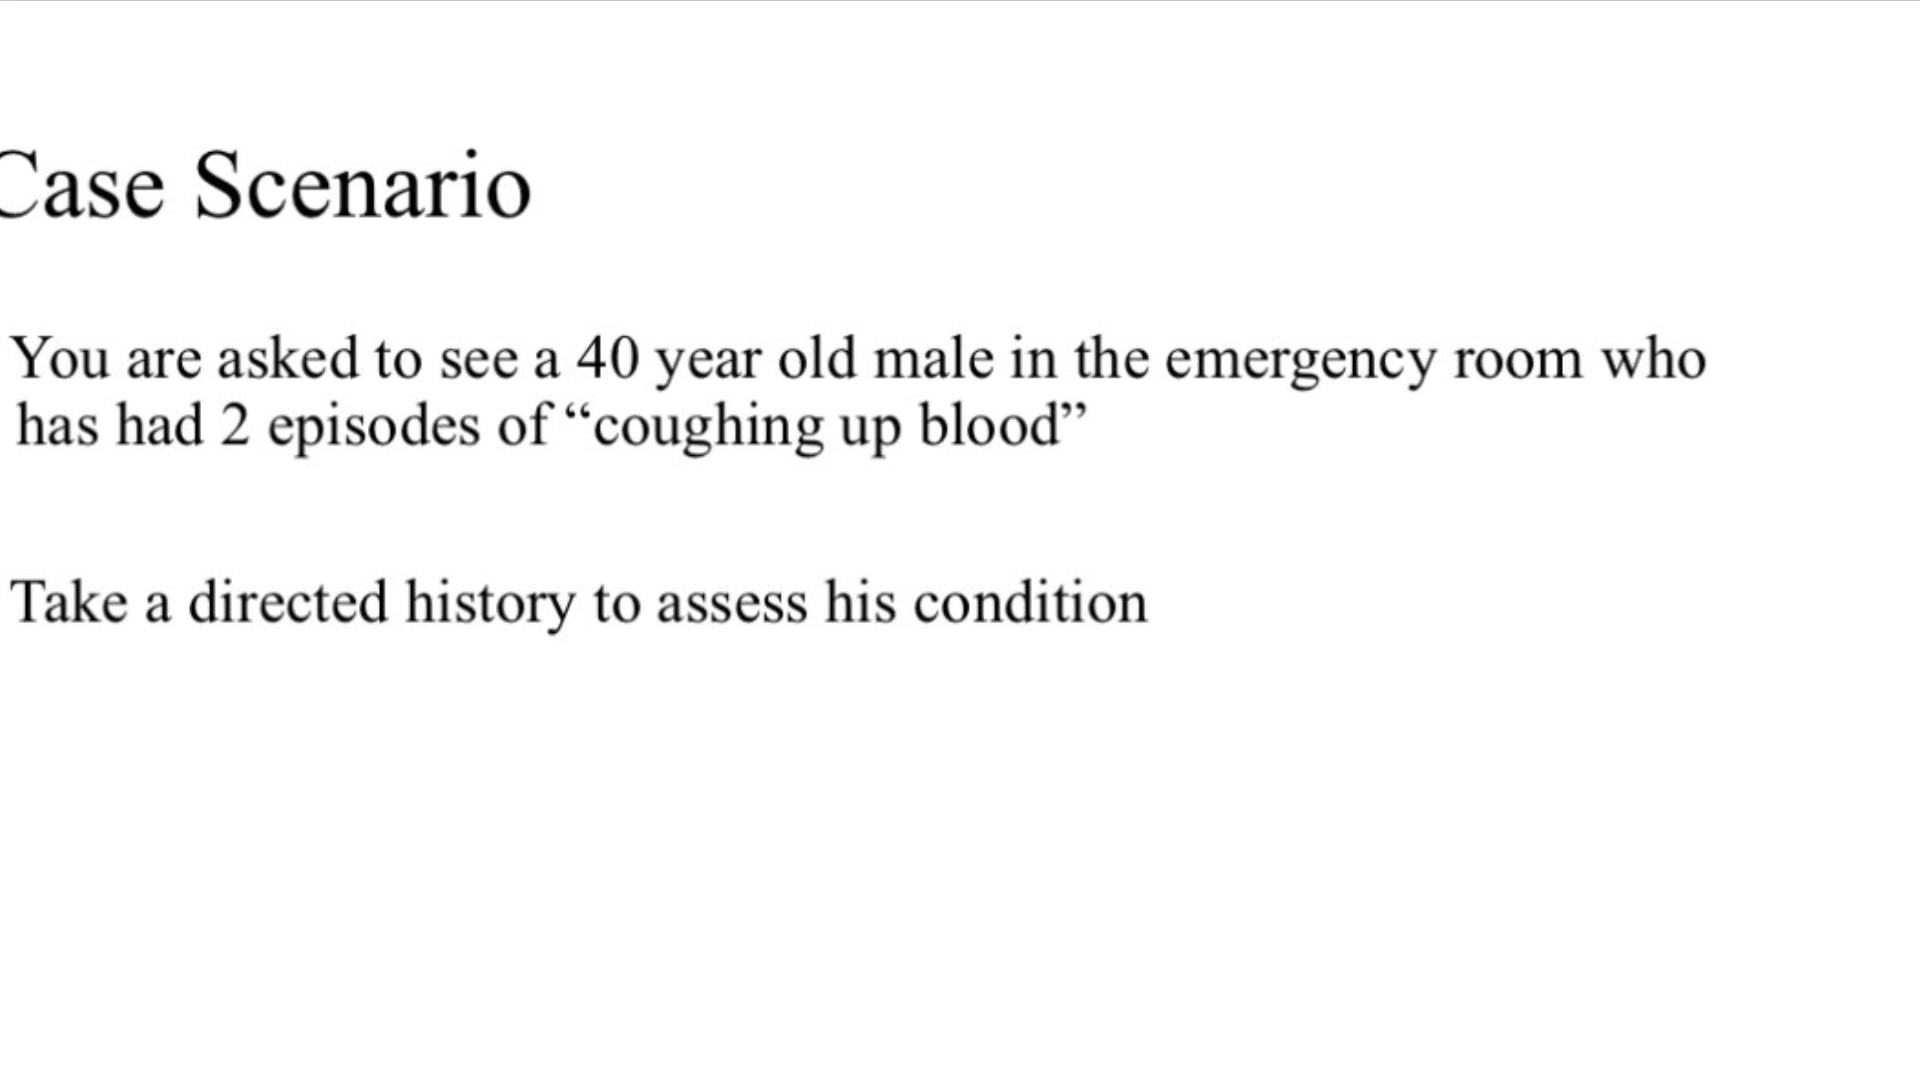 Case Scenario
You are asked to see a 40 year old male in the emergency room who
has had 2 episodes of “coughing up blood”
Take a directed history to assess his condition